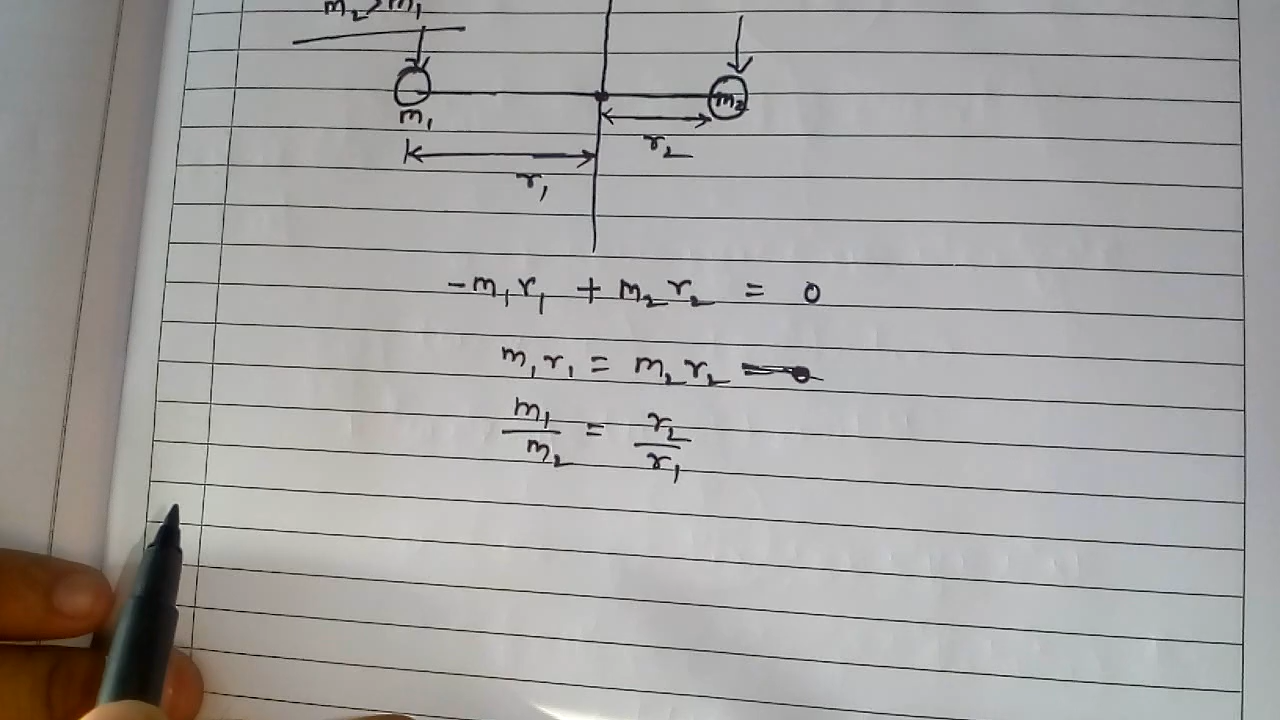 m₂>m₁
m₁
m₂
r₂
r₁
-m₁r₁ + m₂r₂ = 0
m₁r₁ = m₂r₂
m₁/m₂ = r₂/r₁